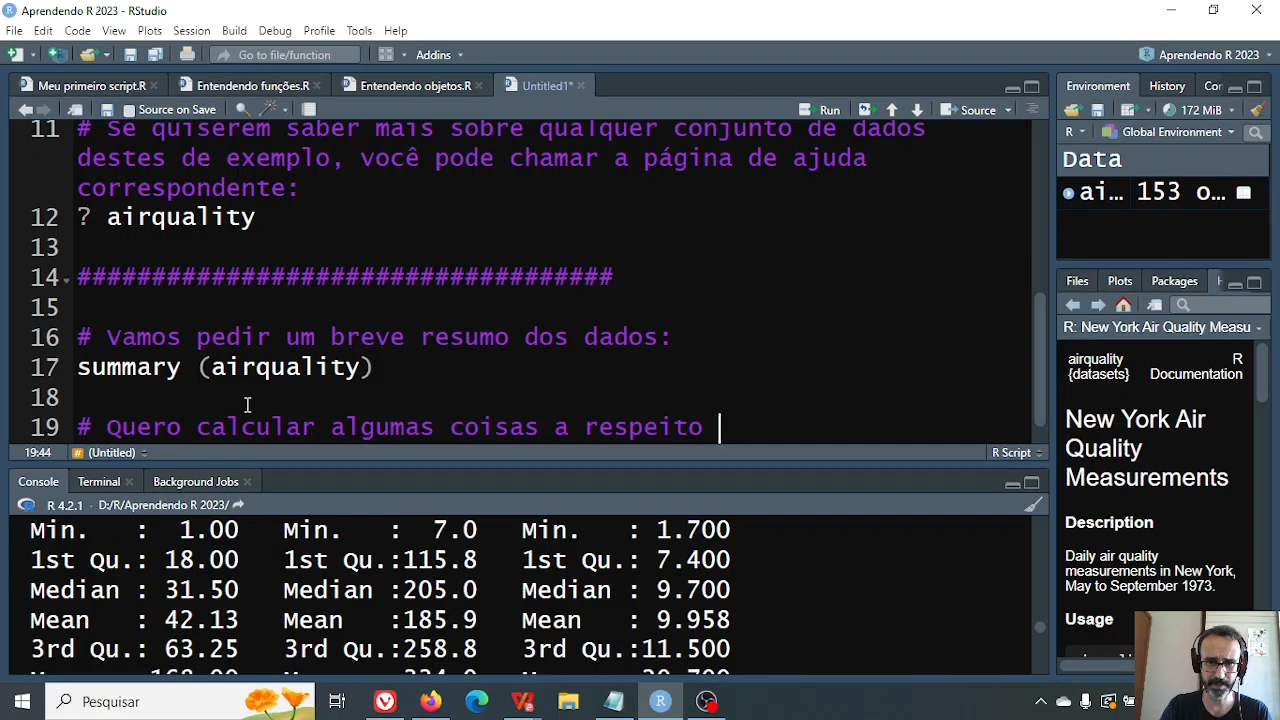 Aprendendo R 2023 - RStudio
File Edit Code View Plots Session Build Debug Profile Tools Help
Go to file/function Addins Aprendendo R 2023
Meu primeiro script.R Entendendo funções.R Entendendo objetos.R Untitled1*
Source on Save Run Source
11 # Se quiserem saber mais sobre qualquer conjunto de dados
destes de exemplo, você pode chamar a página de ajuda
correspondente:
12 ? airquality
13
14 ####################################
15
16 # Vamos pedir um breve resumo dos dados:
17 summary (airquality)
18
19 # Quero calcular algumas coisas a respeito
19:44 # (Untitled) R Script
Console Terminal Background Jobs
R 4.2.1 · D:/R/Aprendendo R 2023/
Min. : 1.00 Min. : 7.0 Min. : 1.700
1st Qu.: 18.00 1st Qu.:115.8 1st Qu.: 7.400
Median : 31.50 Median :205.0 Median : 9.700
Mean : 42.13 Mean :185.9 Mean : 9.958
3rd Qu.: 63.25 3rd Qu.:258.8 3rd Qu.:11.500
Environment History Cor
172 MiB
R Global Environment
Data
ai... 153 o...
Files Plots Packages
R: New York Air Quality Measu
airquality R
{datasets} Documentation
New York Air
Quality
Measurements
Description
Daily air quality
measurements in New York,
May to September 1973.
Usage
Pesquisar